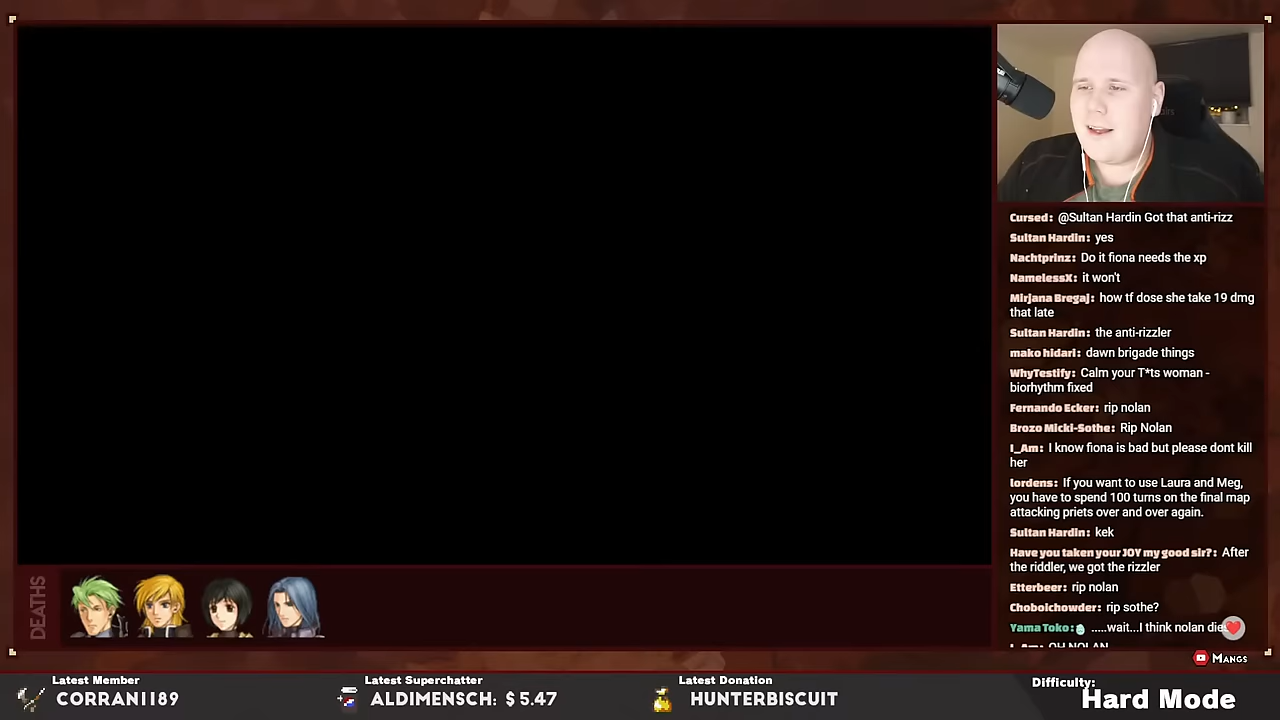 Cursed: @Sultan Hardin Got that anti-rizz
Sultan Hardin: yes
Nachtprinz: Do it fiona needs the xp
NamelessX: it won't
Mirjana Bregaj: how tf dose she take 19 dmg
that late
Sultan Hardin: the anti-rizzler
mako hidari: dawn brigade things
WhyTestify: Calm your T*ts woman -
biorhythm fixed
Fernando Ecker: rip nolan
Brozo Micki-Sothe: Rip Nolan
I_Am: I know fiona is bad but please dont kill
her
lordens: If you want to use Laura and Meg,
you have to spend 100 turns on the final map
attacking priets over and over again.
Sultan Hardin: kek
Have you taken your JOY my good sir?: After
the riddler, we got the rizzler
Etterbeer: rip nolan
Choboichowder: rip sothe?
Yama Toko: .....wait...I think nolan die
I_Am: OH NOLAN
DEATHS
Mangs
Latest Member
CORRAN1189
Latest Superchatter
ALDIMENSCH: $5.47
Latest Donation
HUNTERBISCUIT
Difficulty:
Hard Mode